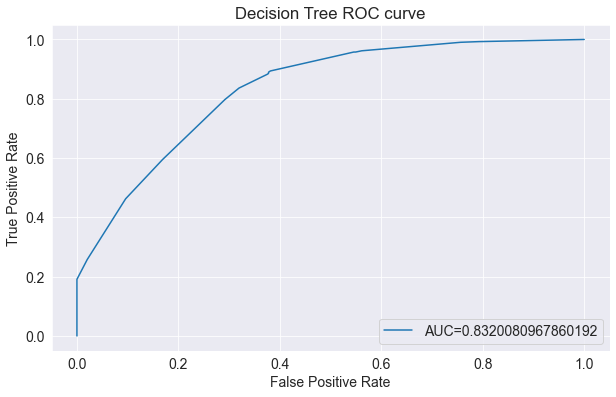 Decision Tree ROC curve
1.0
0.8
0.6
0.4
0.2
0.0
True Positive Rate
AUC=0.8320080967860192
0.0 0.2 0.4 0.6 0.8 1.0
False Positive Rate